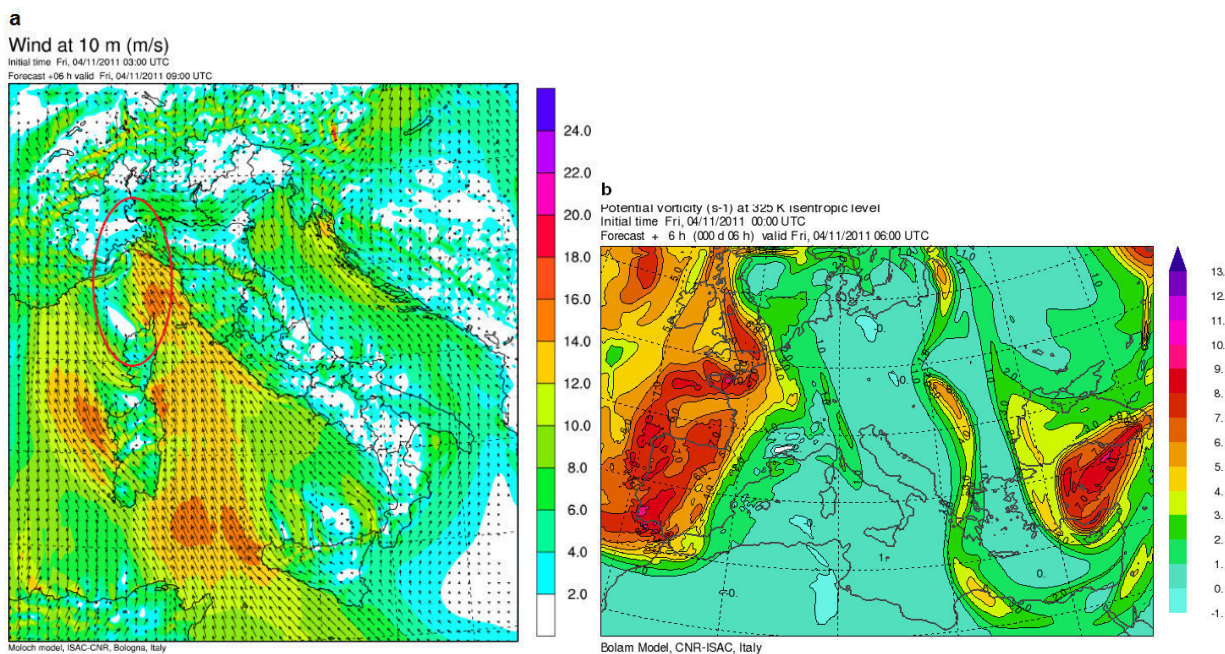 a
Wind at 10 m (m/s)
Initial time Fri, 04/11/2011 03:00 UTC
Forecast +06 h valid Fri, 04/11/2011 09:00 UTC
24.0
22.0
20.0
18.0
16.0
14.0
12.0
10.0
8.0
6.0
4.0
2.0
Moloch model, ISAC-CNR, Bologna, Italy
b
Potential vorticity (s-1) at 325 K isentropic level
Initial time Fri, 04/11/2011 00:00 UTC
Forecast + 6 h (000 d 06 h) valid Fri, 04/11/2011 06:00 UTC
13.
12.
11.
10.
9.
8.
7.
6.
5.
4.
3.
2.
1.
0.
-1.
Bolam Model, CNR-ISAC, Italy